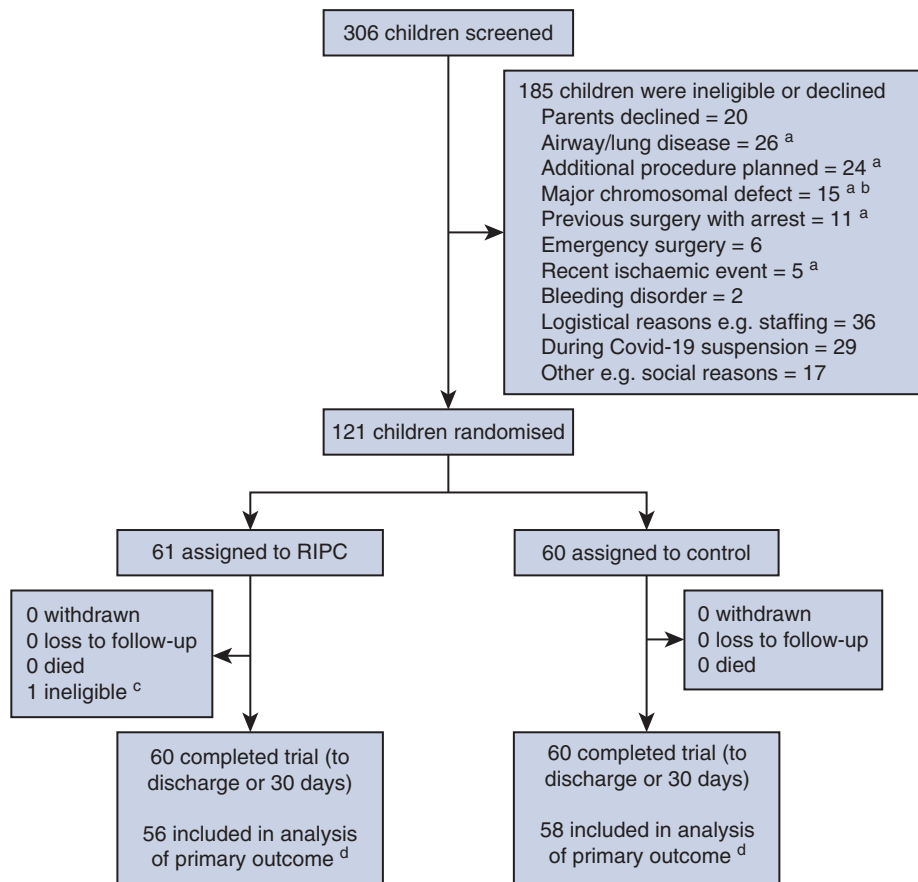 306 children screened
185 children were ineligible or declined
Parents declined = 20
Airway/lung disease = 26 a
Additional procedure planned = 24 a
Major chromosomal defect = 15 a b
Previous surgery with arrest = 11 a
Emergency surgery = 6
Recent ischaemic event = 5 a
Bleeding disorder = 2
Logistical reasons e.g. staffing = 36
During Covid-19 suspension = 29
Other e.g. social reasons = 17
121 children randomised
61 assigned to RIPC
60 assigned to control
0 withdrawn
0 loss to follow-up
0 died
1 ineligible c
0 withdrawn
0 loss to follow-up
0 died
60 completed trial (to
discharge or 30 days)
56 included in analysis
of primary outcome d
60 completed trial (to
discharge or 30 days)
58 included in analysis
of primary outcome d